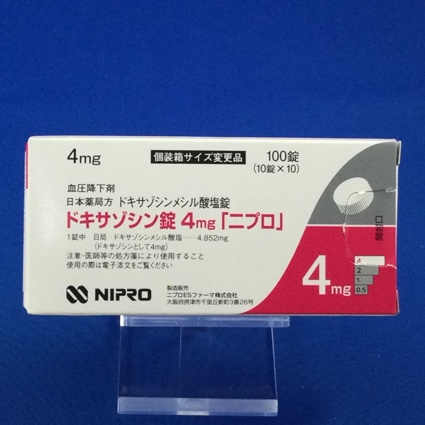 4mg
個装箱サイズ変更品
100錠
(10錠×10)
血圧降下剤
日本薬局方 ドキサゾシンメシル酸塩錠
ドキサゾシン錠 4mg「ニプロ」
1錠中 日局 ドキサゾシンメシル酸塩……4.852mg
(ドキサゾシンとして4mg)
注意-医師等の処方箋により使用すること
使用の際は電子添文をご覧ください
開封口
4mg
4
2
1
0.5
NIPRO
製造販売
ニプロESファーマ株式会社
大阪府摂津市千里丘新町3番26号